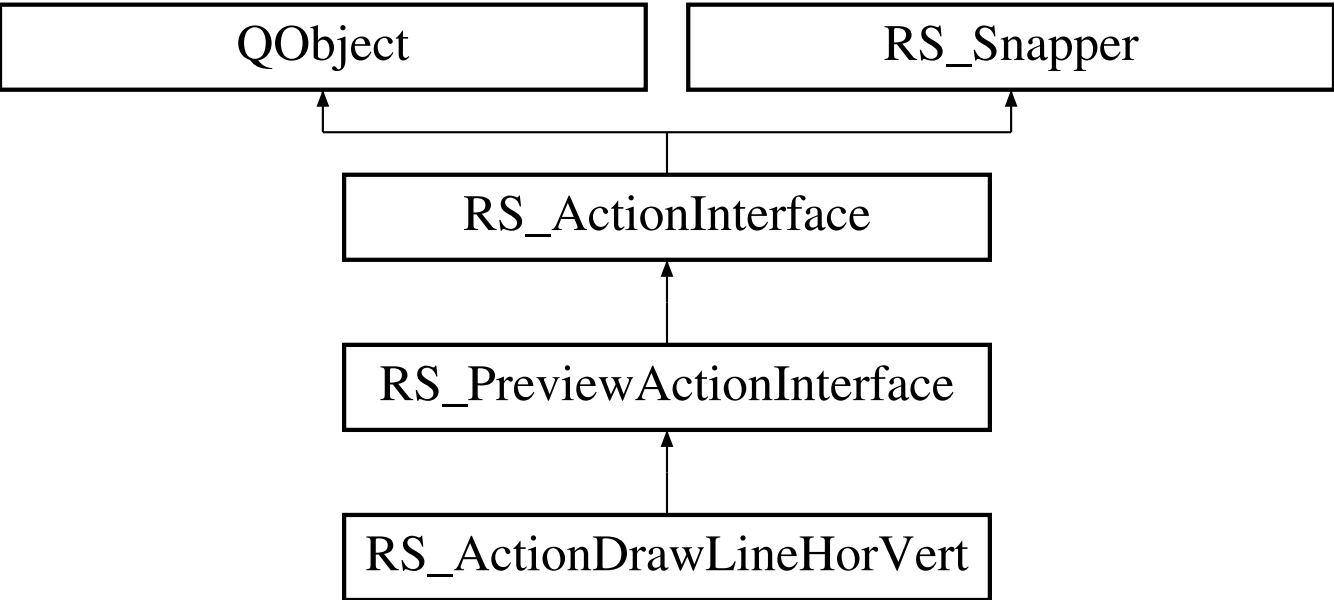 QObject
RS_Snapper
RS_ActionInterface
RS_PreviewActionInterface
RS_ActionDrawLineHorVert